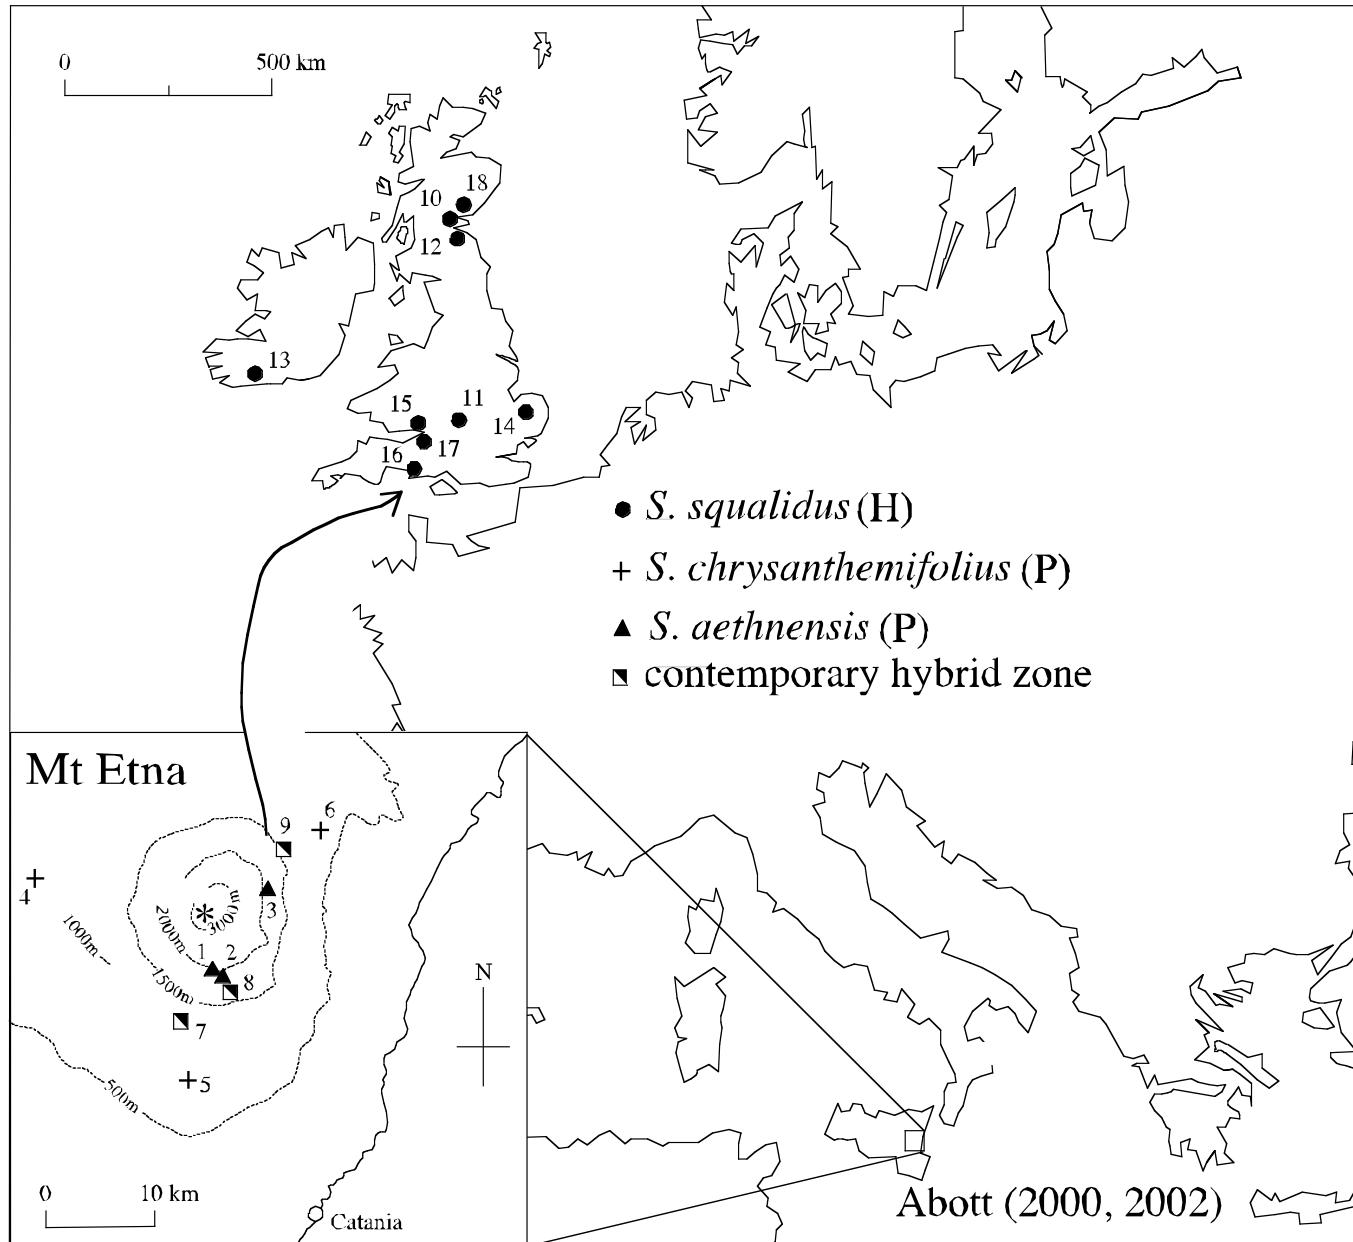 0 500 km
18
10
12
13
15
11
14
17
16
S. squalidus (H)
+ S. chrysanthemifolius (P)
S. aethnensis (P)
contemporary hybrid zone
Mt Etna
9
6
4
3
3000m
2000m
1000m
1500m
1
2
8
7
5
500m
N
0 10 km
Catania
Abott (2000, 2002)